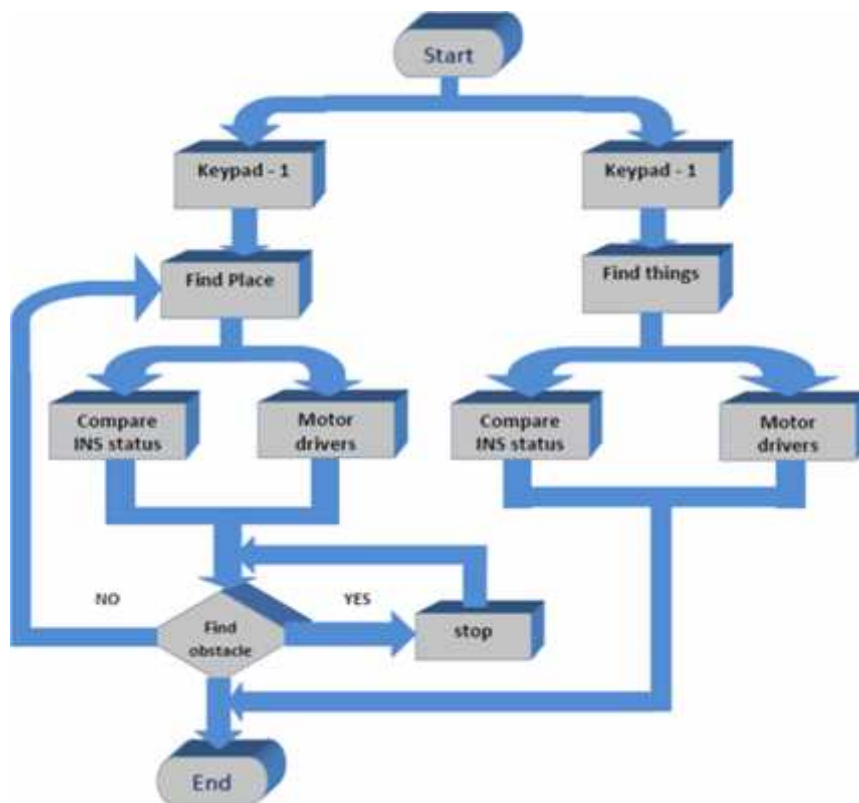 Start
Keypad - 1
Keypad - 1
Find Place
Find things
Compare
INS status
Motor
drivers
Compare
INS status
Motor
drivers
NO
YES
Find
obstacle
stop
End